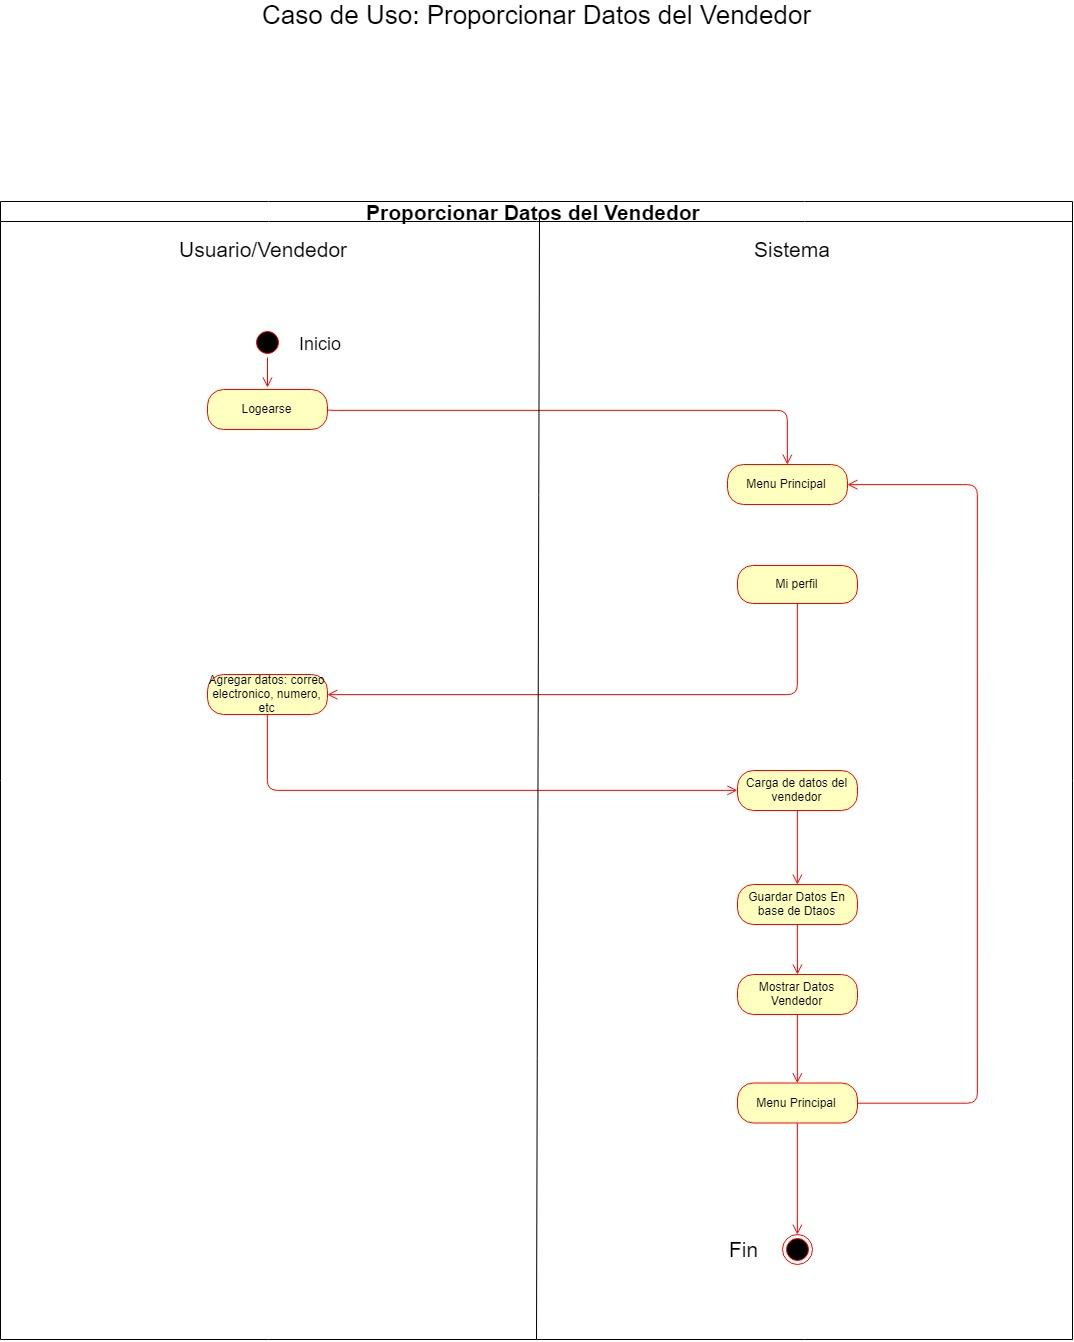 Caso de Uso: Proporcionar Datos del Vendedor
Proporcionar Datos del Vendedor
Usuario/Vendedor
Sistema
Inicio
Logearse
Menu Principal
Mi perfil
Agregar datos: correo
electronico, numero,
etc
Carga de datos del
vendedor
Guardar Datos En
base de Dtaos
Mostrar Datos
Vendedor
Menu Principal
Fin